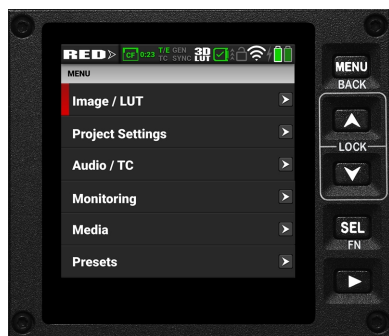 RED
CF 0:23 T/E GEN 3D
TC SYNC LUT
MENU
Image / LUT
Project Settings
Audio / TC
Monitoring
Media
Presets
MENU
BACK
LOCK
SEL
FN